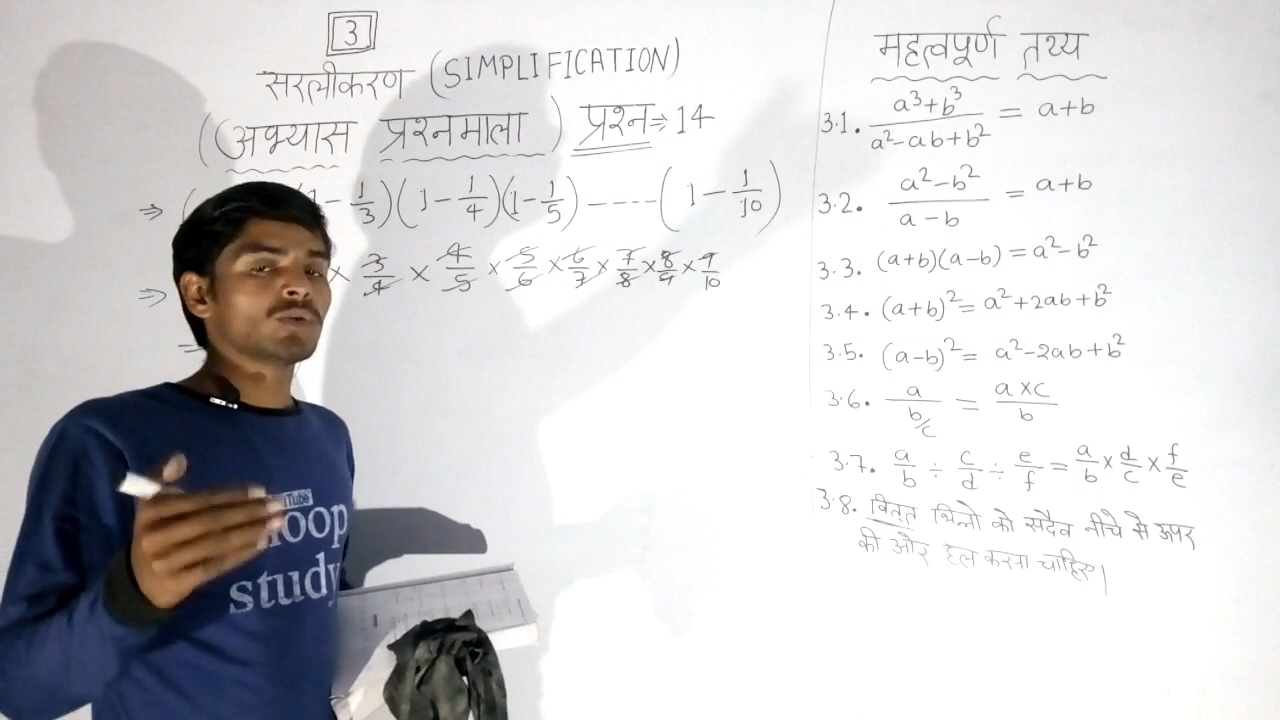 3
सरलीकरण (SIMPLIFICATION)
(अभ्यास प्रश्नमाला) प्रश्न ⇒ 14
⇒ ( 1 - 1/3)(1 - 1/4)(1 - 1/5) ----- (1 - 1/10)
⇒ × 3/4 × 4/5 × 5/6 × 6/7 × 7/8 × 8/9 × 9/10
महत्वपूर्ण तथ्य
3.1. a³+b³ / a²-ab+b² = a+b
3.2. a²-b² / a-b = a+b
3.3. (a+b)(a-b) = a²-b²
3.4. (a+b)² = a²+2ab+b²
3.5. (a-b)² = a²-2ab+b²
3.6. a / b/c = a×c / b
3.7. a/b ÷ c/d ÷ e/f = a/b × d/c × f/e
3.8. वितत भिन्नो को सदैव नीचे से ऊपर
की ओर हल करना चाहिए।
YouTube
study